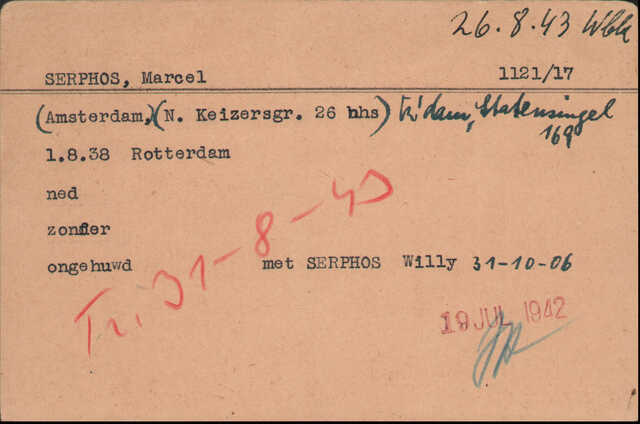 26.8.43 Wbk
SERPHOS, Marcel 1121/17
(Amsterdam,)(N. Keizersgr. 26 hhs) R'dam, Statensingel
169
1.8.38 Rotterdam
ned
zonder
ongehuwd met SERPHOS Willy 31-10-06
Tr. 31-8-43
19 JUL 1942